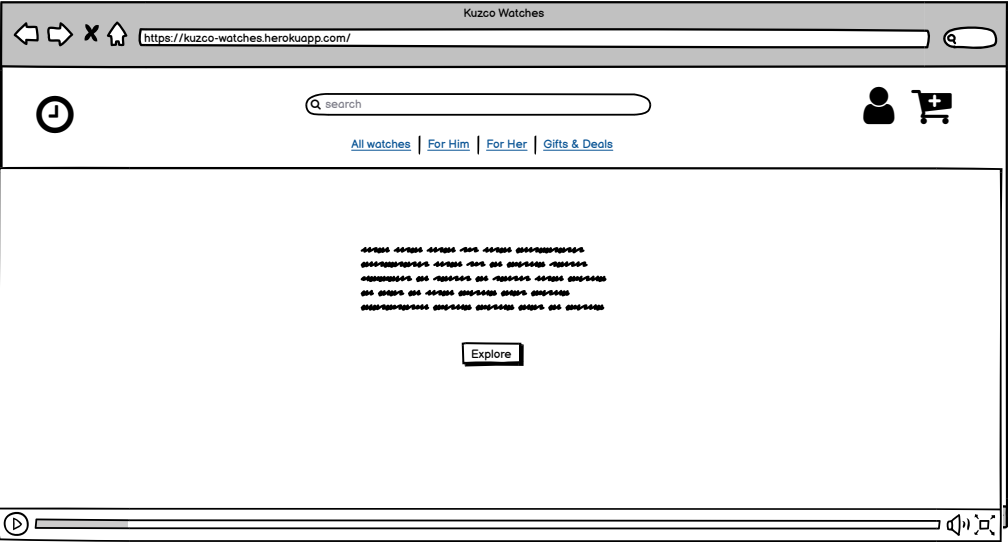 Kuzco Watches
https://kuzco-watches.herokuapp.com/
search
All watches | For Him | For Her | Gifts & Deals
Explore